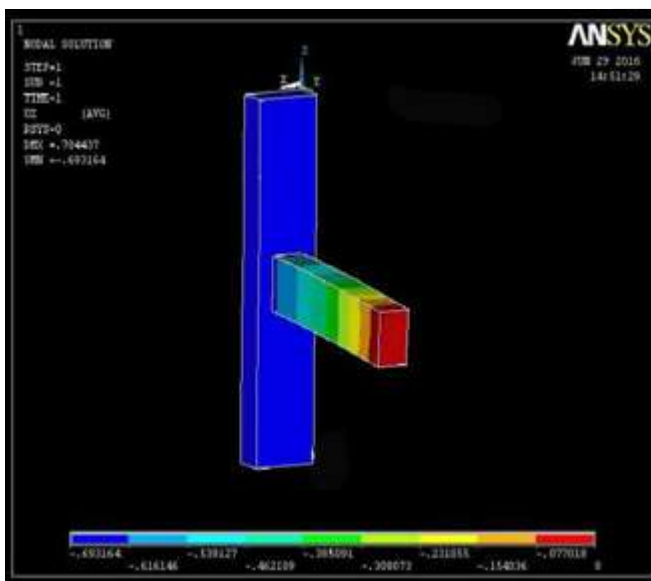 1
NODAL SOLUTION
STEP=1
SUB =1
TIME=1
UZ (AVG)
RSYS=0
DMX =.704437
SMN =-.693164
ANSYS
JUN 29 2016
14:51:29
Z
Y
-.693164 -.539127 -.385091 -.231055 -.077018
-.616146 -.462109 -.308073 -.154036 0